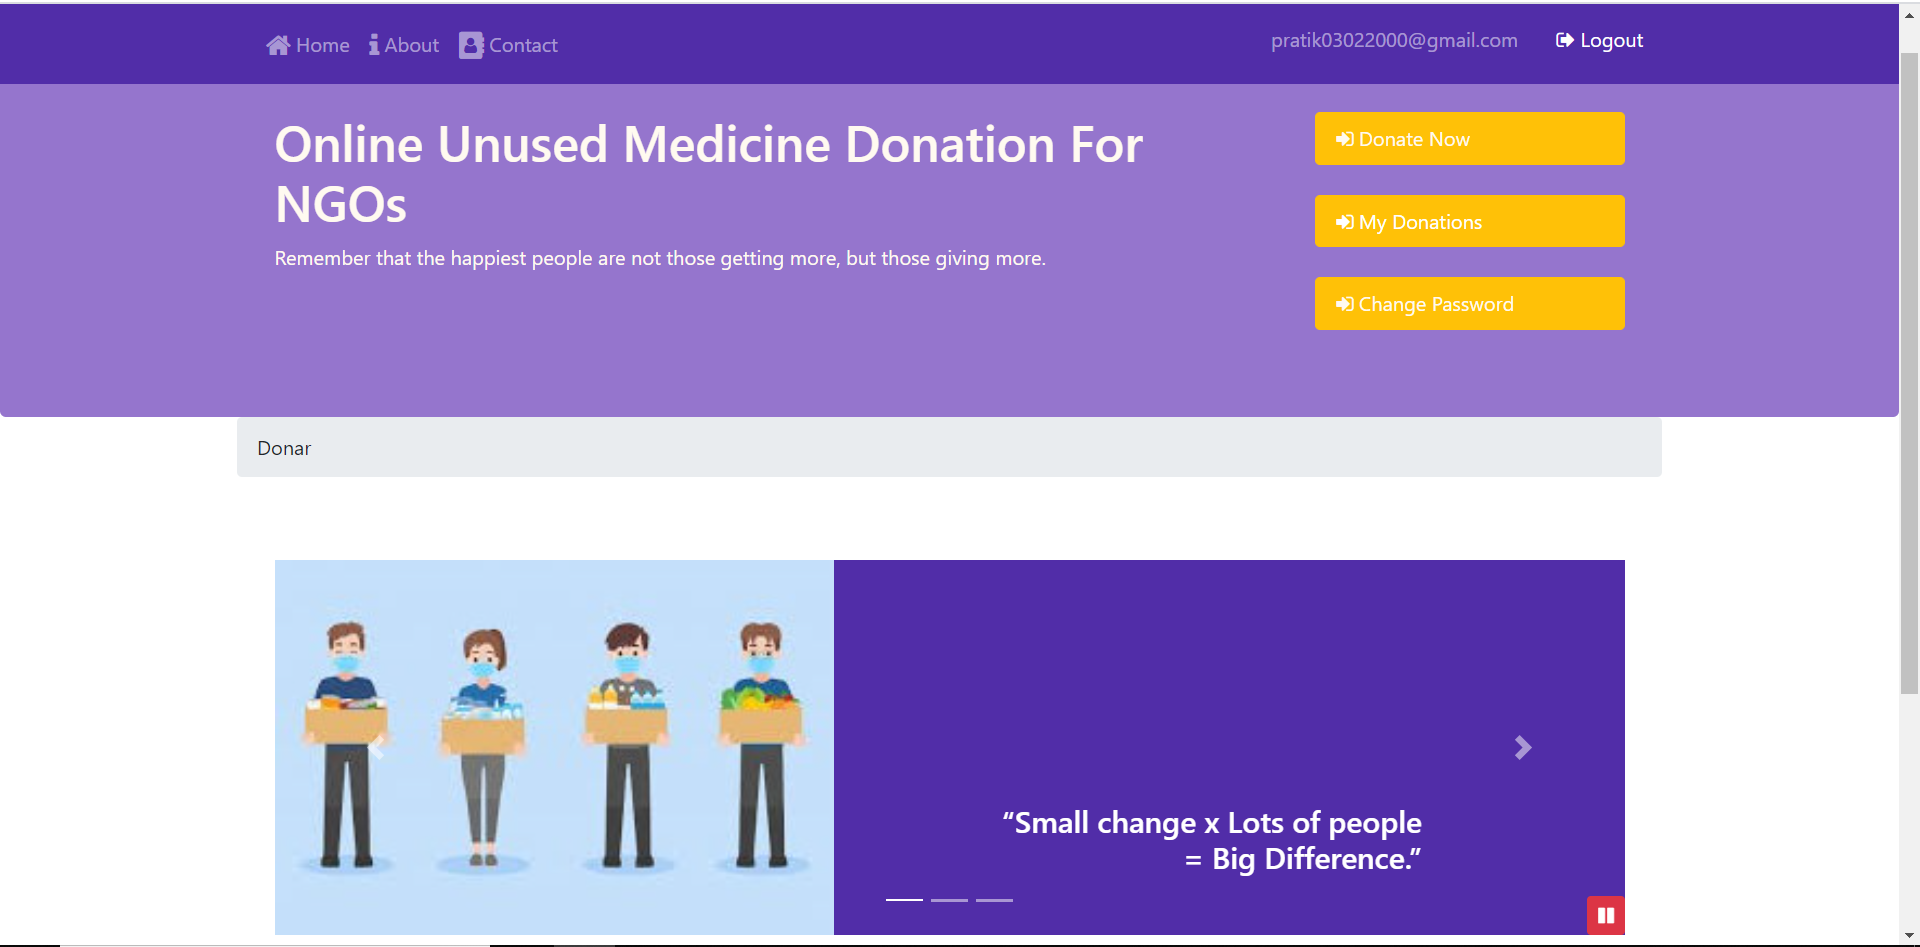 Home About Contact pratik03022000@gmail.com Logout
Online Unused Medicine Donation For
NGOs
Remember that the happiest people are not those getting more, but those giving more.
Donate Now
My Donations
Change Password
Donar
“Small change x Lots of people
= Big Difference.”